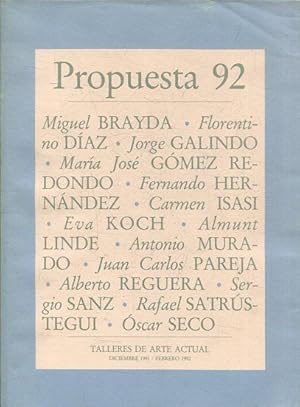 Propuesta 92
Miguel BRAYDA • Florenti-
no DÍAZ • Jorge GALINDO
• María José GÓMEZ RE-
DONDO • Fernando HER-
NÁNDEZ • Carmen ISASI
• Eva KOCH • Almunt
LINDE • Antonio MURA-
DO • Juan Carlos PAREJA
• Alberto REGUERA • Ser-
gio SANZ • Rafael SATRÚS-
TEGUI • Óscar SECO
TALLERES DE ARTE ACTUAL
DICIEMBRE 1991 / FEBRERO 1992